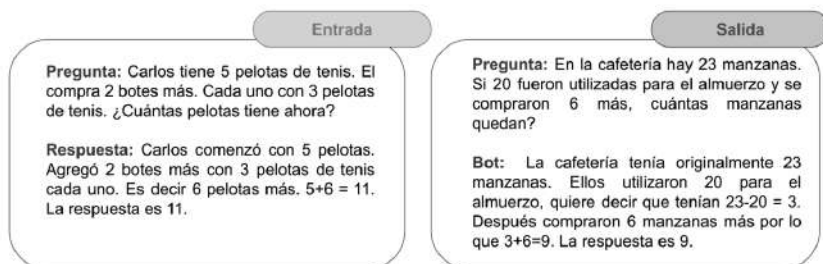 Entrada
Pregunta: Carlos tiene 5 pelotas de tenis. El
compra 2 botes más. Cada uno con 3 pelotas
de tenis. ¿Cuántas pelotas tiene ahora?
Respuesta: Carlos comenzó con 5 pelotas.
Agregó 2 botes más con 3 pelotas de tenis
cada uno. Es decir 6 pelotas más. 5+6 = 11.
La respuesta es 11.
Salida
Pregunta: En la cafetería hay 23 manzanas.
Si 20 fueron utilizadas para el almuerzo y se
compraron 6 más, cuántas manzanas
quedan?
Bot: La cafetería tenía originalmente 23
manzanas. Ellos utilizaron 20 para el
almuerzo, quiere decir que tenían 23-20 = 3.
Después compraron 6 manzanas más por lo
que 3+6=9. La respuesta es 9.